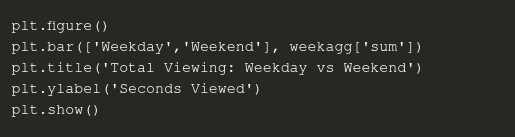 plt.figure()
plt.bar(['Weekday','Weekend'], weekagg['sum'])
plt.title('Total Viewing: Weekday vs Weekend')
plt.ylabel('Seconds Viewed')
plt.show()